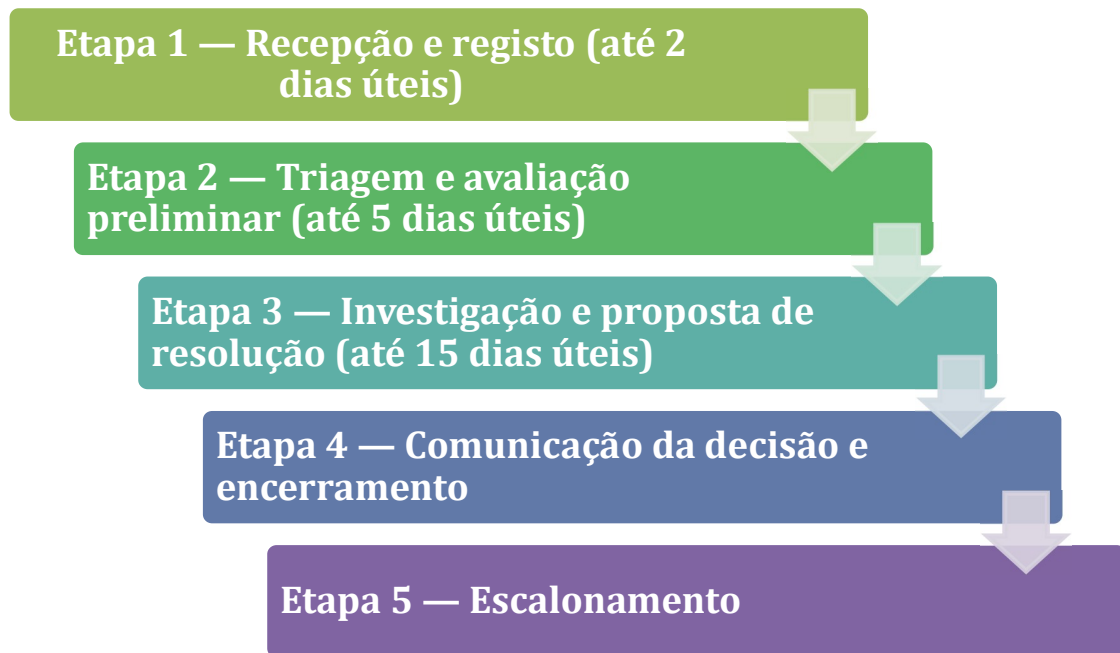 Etapa 1 — Recepção e registo (até 2
dias úteis)
Etapa 2 — Triagem e avaliação
preliminar (até 5 dias úteis)
Etapa 3 — Investigação e proposta de
resolução (até 15 dias úteis)
Etapa 4 — Comunicação da decisão e
encerramento
Etapa 5 — Escalonamento